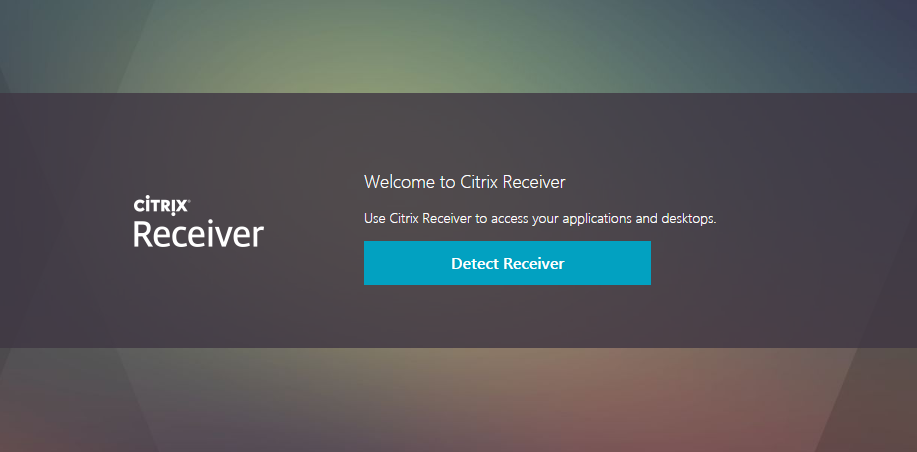 CITRIX®
Receiver
Welcome to Citrix Receiver
Use Citrix Receiver to access your applications and desktops.
Detect Receiver